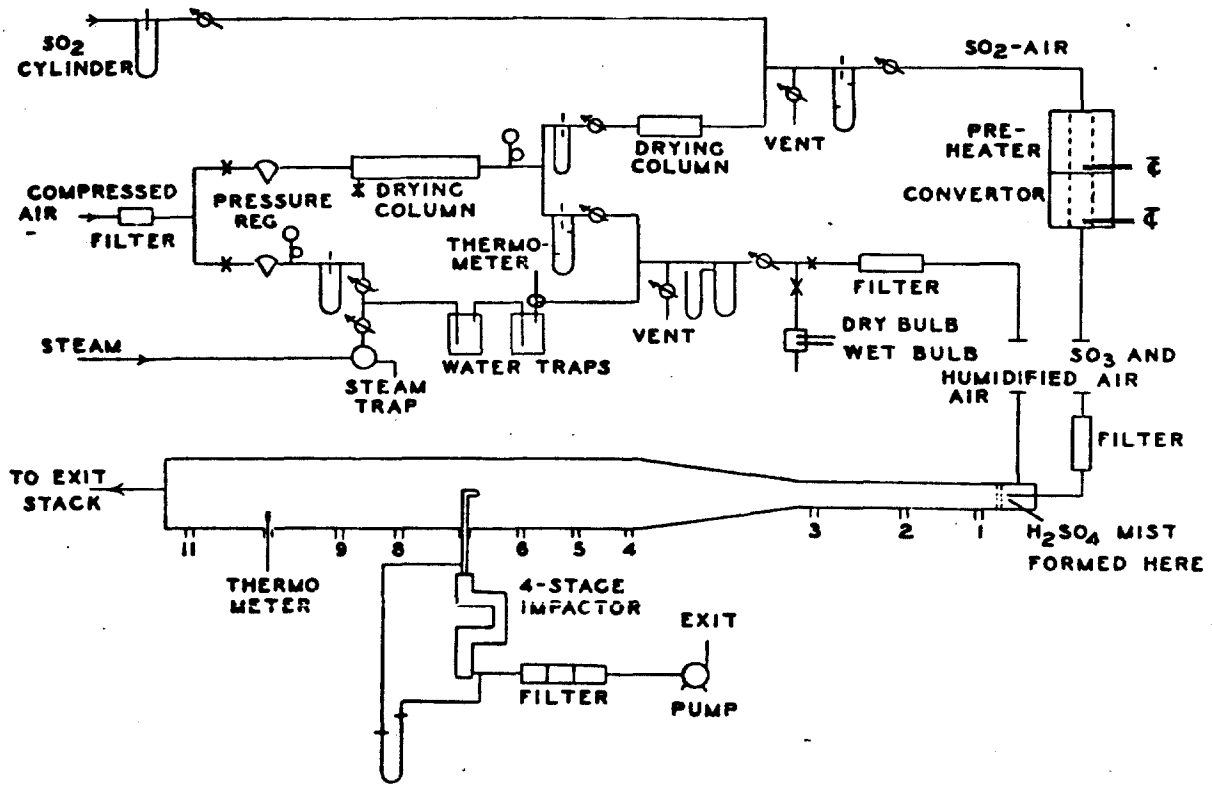 SO2
CYLINDER
SO2-AIR
PRE-
HEATER
CONVERTOR
VENT
DRYING
COLUMN
COMPRESSED
AIR
FILTER
PRESSURE
REG
DRYING
COLUMN
THERMO-
METER
VENT
FILTER
DRY BULB
WET BULB
STEAM
STEAM
TRAP
WATER TRAPS
HUMIDIFIED
AIR
SO3 AND
AIR
FILTER
TO EXIT
STACK
11
9
8
6
5
4
3
2
1
H2SO4 MIST
FORMED HERE
THERMO
METER
4-STAGE
IMPACTOR
EXIT
FILTER
PUMP